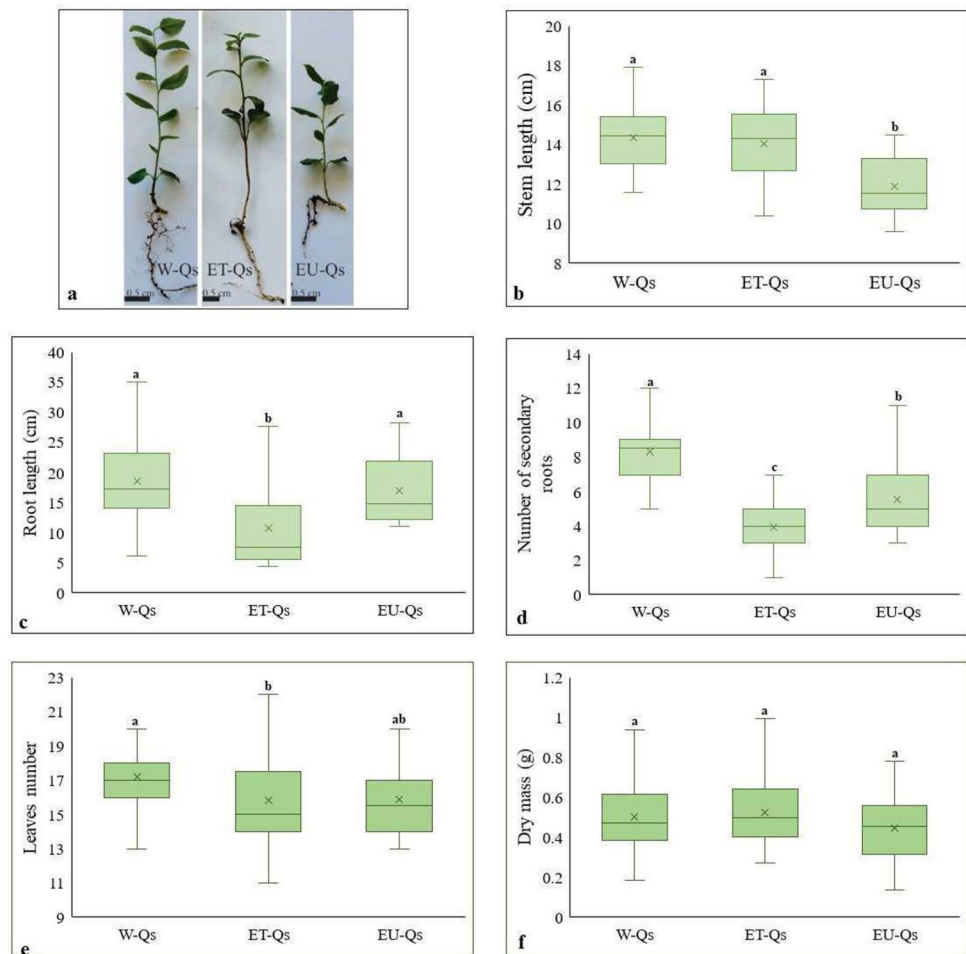 W-Qs
ET-Qs
EU-Qs
0.5 cm
0.5 cm
0.5 cm
a
20
18
16
14
12
10
8
Stem length (cm)
a
a
b
W-Qs
ET-Qs
EU-Qs
b
40
35
30
25
20
15
10
5
0
Root length (cm)
a
b
a
W-Qs
ET-Qs
EU-Qs
c
14
12
10
8
6
4
2
0
Number of secondary
roots
a
c
b
W-Qs
ET-Qs
EU-Qs
d
23
21
19
17
15
13
11
9
Leaves number
a
b
ab
W-Qs
ET-Qs
EU-Qs
e
1.2
1
0.8
0.6
0.4
0.2
0
Dry mass (g)
a
a
a
W-Qs
ET-Qs
EU-Qs
f